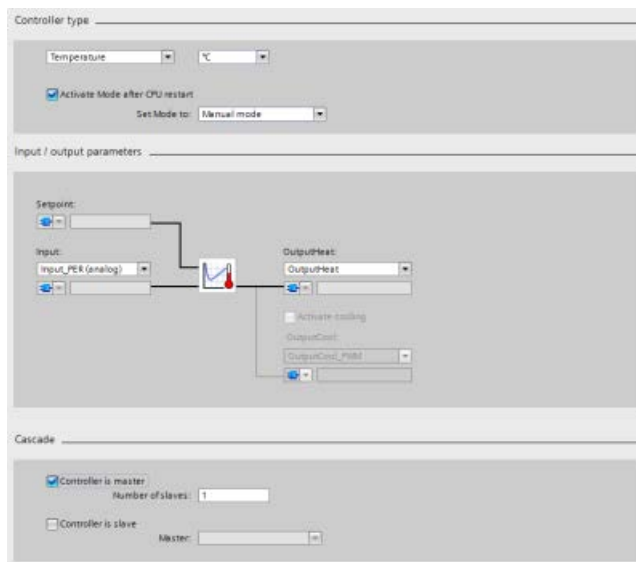 Controller type
Temperature °C
Activate Mode after CPU restart
Set Mode to: Manual mode
Input / output parameters
Setpoint:
Input:
Input_PER (analog)
OutputHeat:
OutputHeat
Activate cooling
OutputCool:
OutputCool_PWM
Cascade
Controller is master
Number of slaves: 1
Controller is slave
Master: